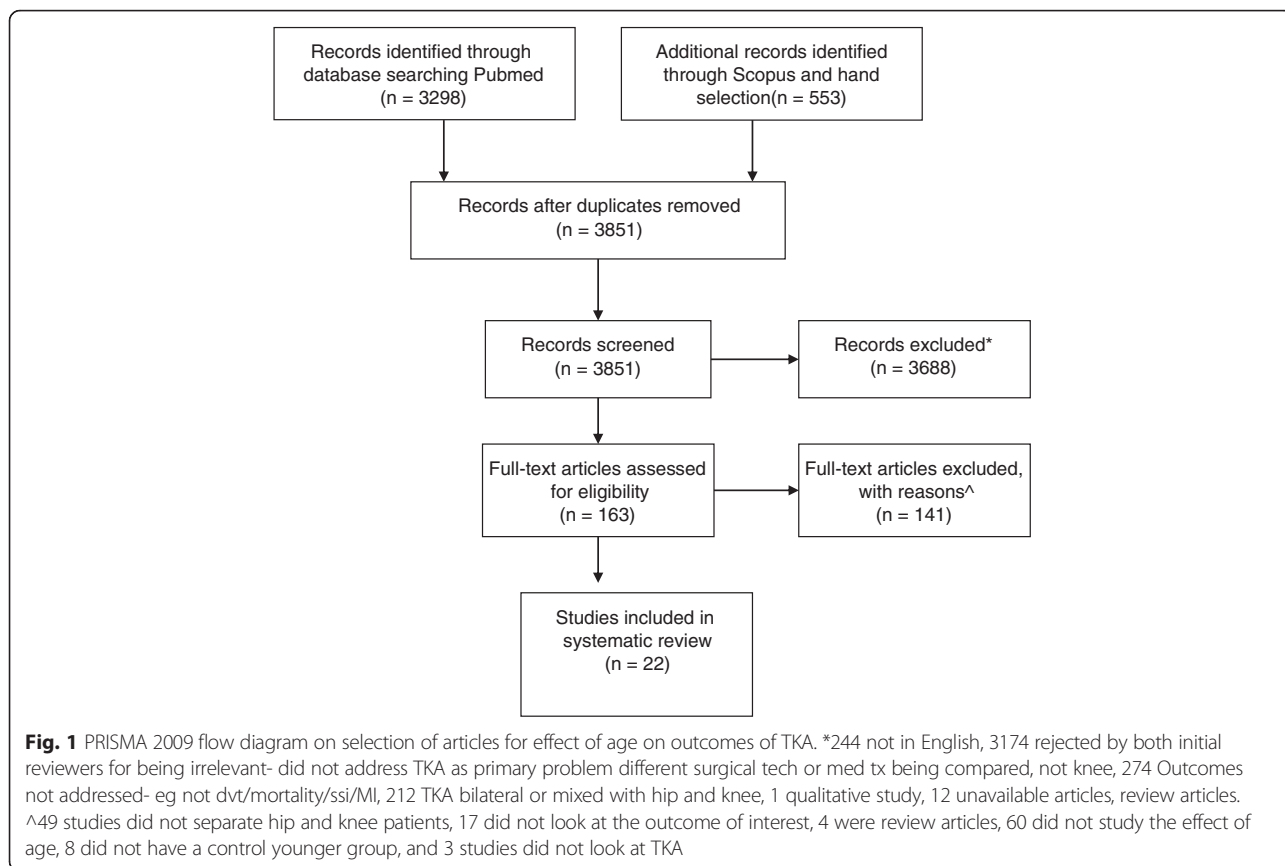 Records identified through
database searching Pubmed
(n = 3298)
Additional records identified
through Scopus and hand
selection(n = 553)
Records after duplicates removed
(n = 3851)
Records screened
(n = 3851)
Records excluded*
(n = 3688)
Full-text articles assessed
for eligibility
(n = 163)
Full-text articles excluded,
with reasons^
(n = 141)
Studies included in
systematic review
(n = 22)
Fig. 1 PRISMA 2009 flow diagram on selection of articles for effect of age on outcomes of TKA. *244 not in English, 3174 rejected by both initial
reviewers for being irrelevant- did not address TKA as primary problem different surgical tech or med tx being compared, not knee, 274 Outcomes
not addressed- eg not dvt/mortality/ssi/MI, 212 TKA bilateral or mixed with hip and knee, 1 qualitative study, 12 unavailable articles, review articles.
^49 studies did not separate hip and knee patients, 17 did not look at the outcome of interest, 4 were review articles, 60 did not study the effect of
age, 8 did not have a control younger group, and 3 studies did not look at TKA